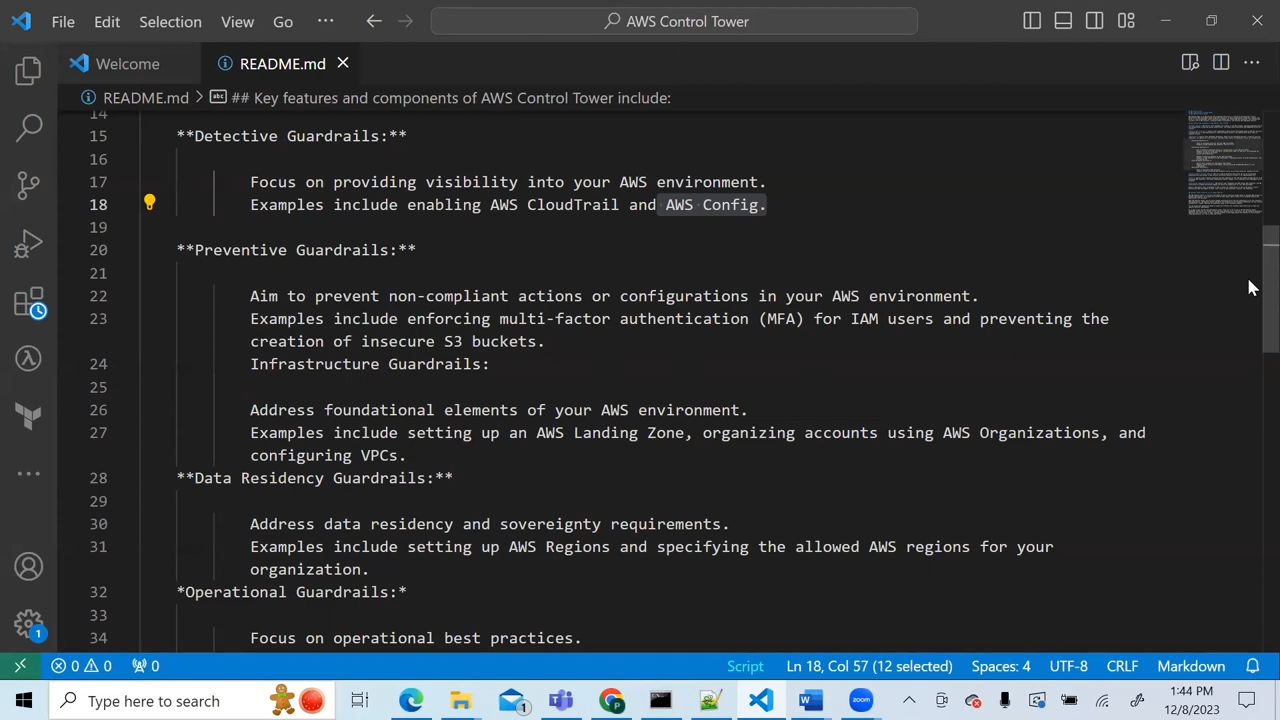 File Edit Selection View Go ··· AWS Control Tower
Welcome README.md
README.md > ## Key features and components of AWS Control Tower include:
14
15 **Detective Guardrails:**
16
17 Focus on providing visibility into your AWS environment.
18 Examples include enabling AWS CloudTrail and AWS config.
19
20 **Preventive Guardrails:**
21
22 Aim to prevent non-compliant actions or configurations in your AWS environment.
23 Examples include enforcing multi-factor authentication (MFA) for IAM users and preventing the
creation of insecure S3 buckets.
24 Infrastructure Guardrails:
25
26 Address foundational elements of your AWS environment.
27 Examples include setting up an AWS Landing Zone, organizing accounts using AWS Organizations, and
configuring VPCs.
28 **Data Residency Guardrails:**
29
30 Address data residency and sovereignty requirements.
31 Examples include setting up AWS Regions and specifying the allowed AWS regions for your
organization.
32 *Operational Guardrails:*
33
34 Focus on operational best practices.
1
0 0 0 Script Ln 18, Col 57 (12 selected) Spaces: 4 UTF-8 CRLF Markdown
Type here to search 1 zoom 1:44 PM
12/8/2023